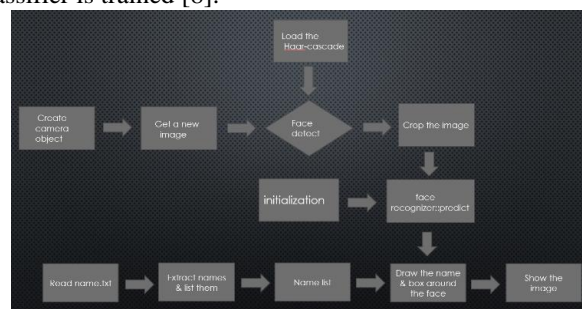 assifier is trained [8].
Load the
Haar-cascade
Create
camera
object
Get a new
image
Face
detect
Crop the image
initialization
face
recognizer::predict
Read name.txt
Extract names
& list them
Name list
Draw the name
& box around
the face
Show the
image